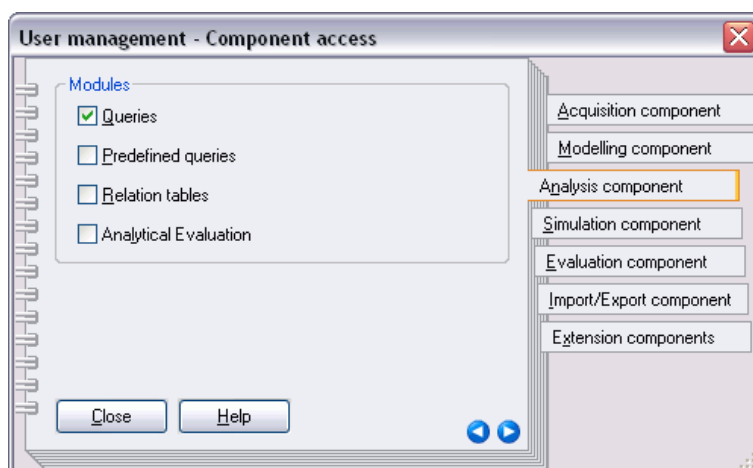 User management - Component access
Modules
Queries
Predefined queries
Relation tables
Analytical Evaluation
Close
Help
Acquisition component
Modelling component
Analysis component
Simulation component
Evaluation component
Import/Export component
Extension components